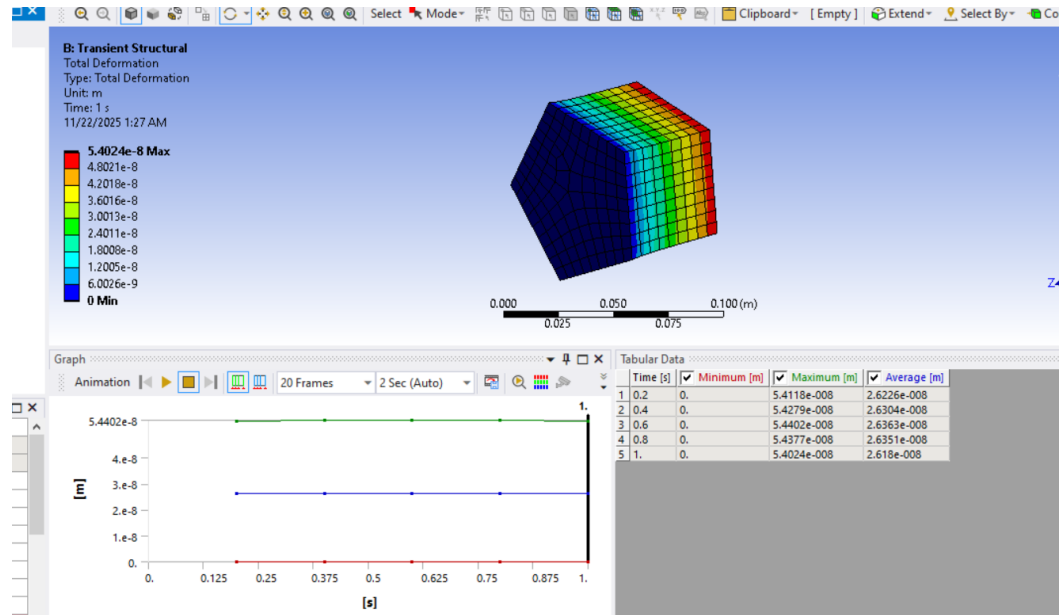 Select Mode Clipboard [ Empty ] Extend Select By Co
B: Transient Structural
Total Deformation
Type: Total Deformation
Unit: m
Time: 1 s
11/22/2025 1:27 AM
5.4024e-8 Max
4.8021e-8
4.2018e-8
3.6016e-8
3.0013e-8
2.4011e-8
1.8008e-8
1.2005e-8
6.0026e-9
0 Min
0.000 0.050 0.100 (m)
0.025 0.075
Z
Graph
Animation 20 Frames 2 Sec (Auto)
1.
5.4402e-8
4.e-8
3.e-8
2.e-8
1.e-8
0.
[m]
0. 0.125 0.25 0.375 0.5 0.625 0.75 0.875 1.
[s]
Tabular Data
Time [s] Minimum [m] Maximum [m] Average [m]
1 0.2 0. 5.4118e-008 2.6226e-008
2 0.4 0. 5.4279e-008 2.6304e-008
3 0.6 0. 5.4402e-008 2.6363e-008
4 0.8 0. 5.4377e-008 2.6351e-008
5 1. 0. 5.4024e-008 2.618e-008